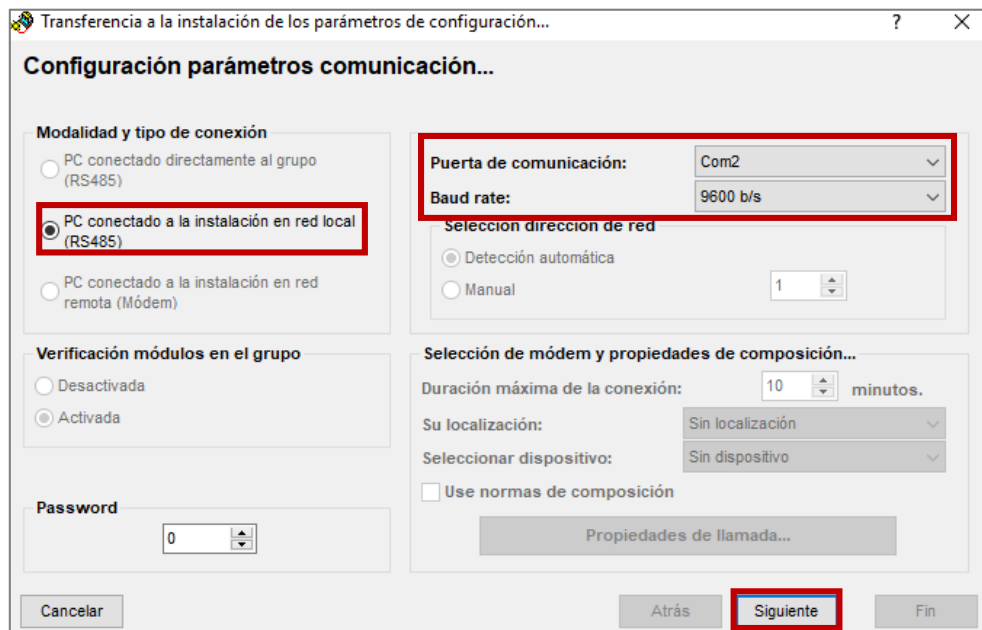 Transferencia a la instalación de los parámetros de configuración...
?
Configuración parámetros comunicación...
Modalidad y tipo de conexión
PC conectado directamente al grupo
(RS485)
PC conectado a la instalación en red local
(RS485)
PC conectado a la instalación en red
remota (Módem)
Puerta de comunicación: Com2
Baud rate: 9600 b/s
Selección dirección de red
Detección automática
Manual 1
Verificación módulos en el grupo
Desactivada
Activada
Selección de módem y propiedades de composición...
Duración máxima de la conexión: 10 minutos.
Su localización: Sin localización
Seleccionar dispositivo: Sin dispositivo
Use normas de composición
Propiedades de llamada...
Password
0
Cancelar Atrás Siguiente Fin